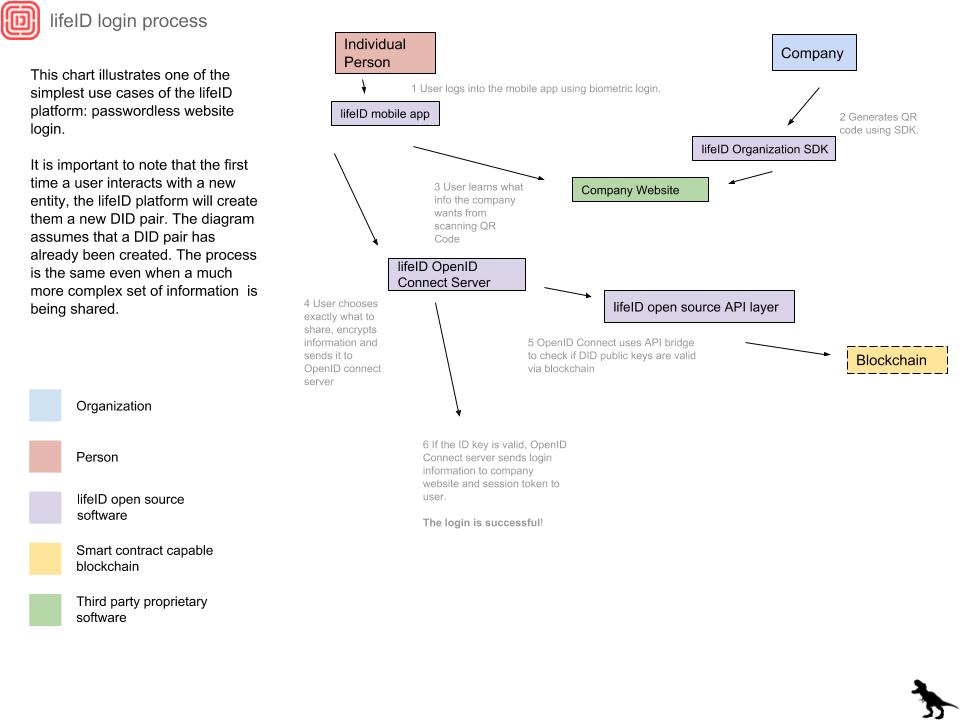 lifeID login process
This chart illustrates one of the
simplest use cases of the lifeID
platform: passwordless website
login.
It is important to note that the first
time a user interacts with a new
entity, the lifeID platform will create
them a new DID pair. The diagram
assumes that a DID pair has
already been created. The process
is the same even when a much
more complex set of information is
being shared.
Organization
Person
lifeID open source
software
Smart contract capable
blockchain
Third party proprietary
software
Individual
Person
Company
1 User logs into the mobile app using biometric login.
lifeID mobile app
2 Generates QR
code using SDK.
lifeID Organization SDK
Company Website
3 User learns what
info the company
wants from
scanning QR
Code
lifeID OpenID
Connect Server
4 User chooses
exactly what to
share, encrypts
information and
sends it to
OpenID connect
server
lifeID open source API layer
5 OpenID Connect uses API bridge
to check if DID public keys are valid
via blockchain
Blockchain
6 If the ID key is valid, OpenID
Connect server sends login
information to company
website and session token to
user.
The login is successful!